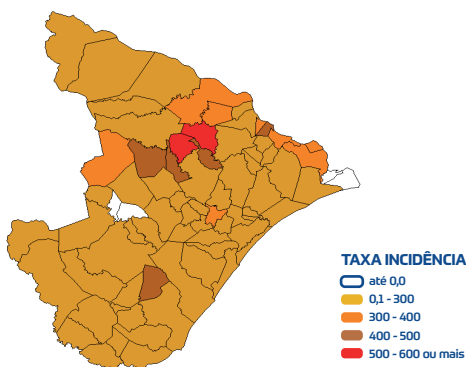 TAXA INCIDÊNCIA
até 0,0
0,1 - 300
300 - 400
400 - 500
500 - 600 ou mais